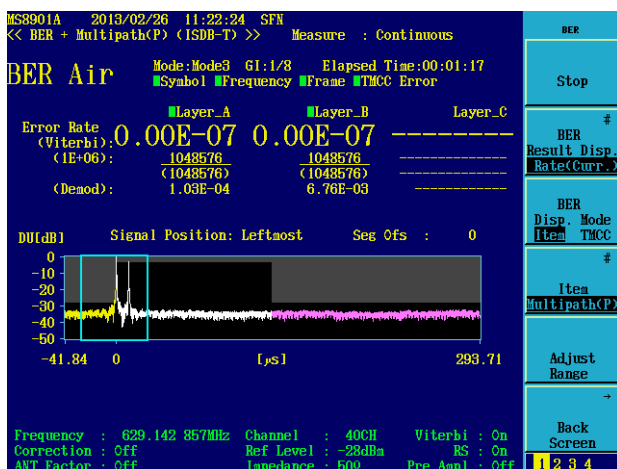 MS8901A 2013/02/26 11:22:24 SFN
<< BER + Multipath(P) (ISDB-T) >> Measure : Continuous
BER Air
Mode:Mode3 GI:1/8 Elapsed Time:00:01:17
Symbol Frequency Frame TMCC Error
Layer_A Layer_B Layer_C
Error Rate
(Viterbi): 0.00E-07 0.00E-07 ----------
(1E+06): 1048576 1048576 -------------
(1048576) (1048576) -------------
(Demod): 1.03E-04 6.76E-03 -------------
DU[dB] Signal Position: Leftmost Seg Ofs : 0
0
-10
-20
-30
-40
-50
-41.84 0 [μs] 293.71
Frequency : 629.142 857MHz Channel : 40CH Viterbi : On
Correction : Off Ref Level : -28dBm RS : On
ANT Factor : Off Impedance : 50Ω Pre Ampl : Off
BER
Stop
#
BER
Result Disp.
Rate(Curr.)
BER
Disp. Mode
Item TMCC
#
Item
Multipath(P)
Adjust
Range
→
Back
Screen
1 2 3 4